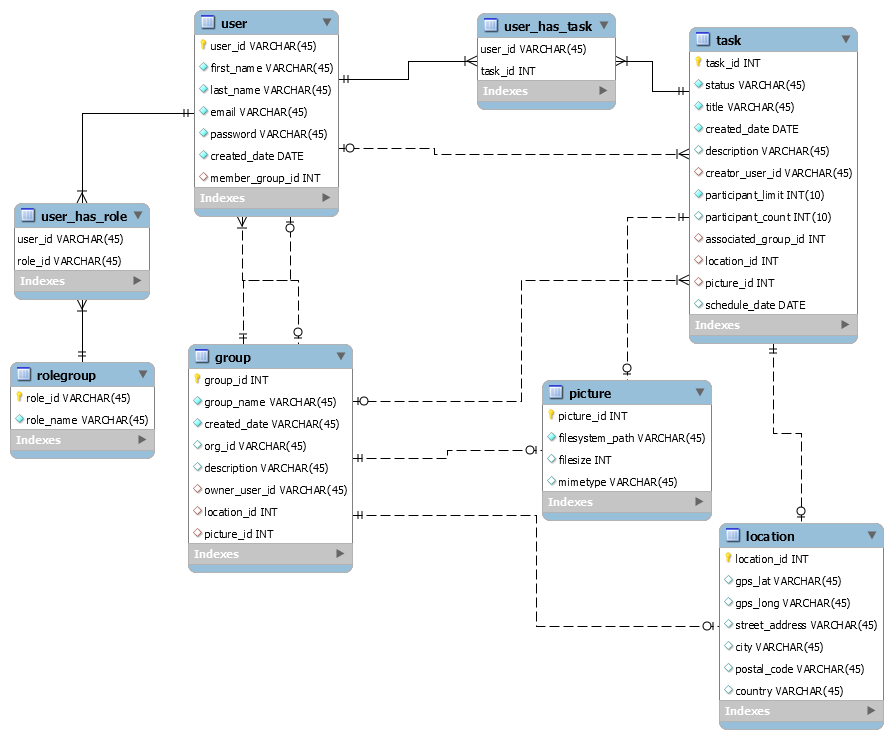 user
user_id VARCHAR(45)
first_name VARCHAR(45)
last_name VARCHAR(45)
email VARCHAR(45)
password VARCHAR(45)
created_date DATE
member_group_id INT
Indexes
user_has_task
user_id VARCHAR(45)
task_id INT
Indexes
task
task_id INT
status VARCHAR(45)
title VARCHAR(45)
created_date DATE
description VARCHAR(45)
creator_user_id VARCHAR(45)
participant_limit INT(10)
participant_count INT(10)
associated_group_id INT
location_id INT
picture_id INT
schedule_date DATE
Indexes
user_has_role
user_id VARCHAR(45)
role_id VARCHAR(45)
Indexes
rolegroup
role_id VARCHAR(45)
role_name VARCHAR(45)
Indexes
group
group_id INT
group_name VARCHAR(45)
created_date VARCHAR(45)
org_id VARCHAR(45)
description VARCHAR(45)
owner_user_id VARCHAR(45)
location_id INT
picture_id INT
Indexes
picture
picture_id INT
filesystem_path VARCHAR(45)
filesize INT
mimetype VARCHAR(45)
Indexes
location
location_id INT
gps_lat VARCHAR(45)
gps_long VARCHAR(45)
street_address VARCHAR(45)
city VARCHAR(45)
postal_code VARCHAR(45)
country VARCHAR(45)
Indexes